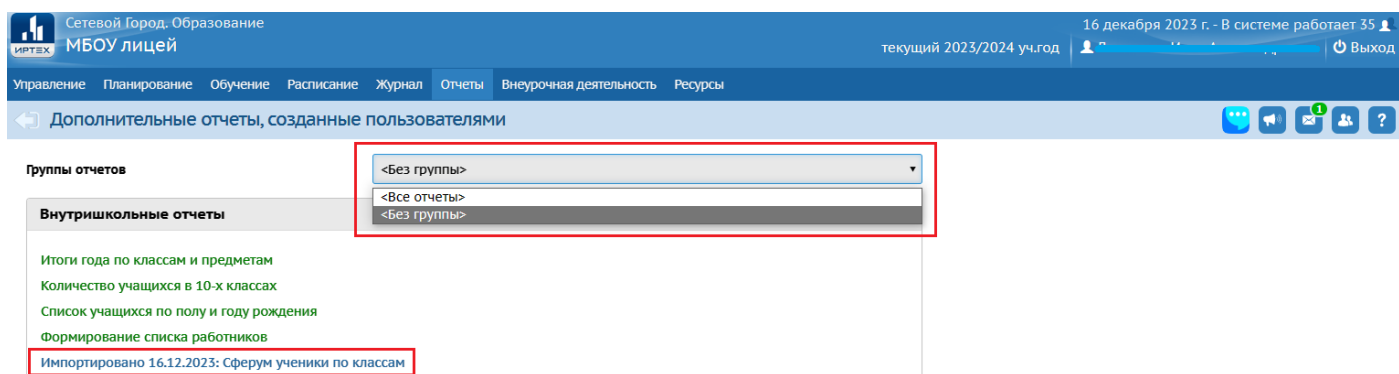 Сетевой Город. Образование
16 декабря 2023 г. - В системе работает 35
ИРТЕХ МБОУ лицей
текущий 2023/2024 уч.год
Выход
Управление Планирование Обучение Расписание Журнал Отчеты Внеурочная деятельность Ресурсы
Дополнительные отчеты, созданные пользователями
1
?
Группы отчетов
<Без группы>
<Все отчеты>
<Без группы>
Внутришкольные отчеты
Итоги года по классам и предметам
Количество учащихся в 10-х классах
Список учащихся по полу и году рождения
Формирование списка работников
Импортировано 16.12.2023: Сферум ученики по классам